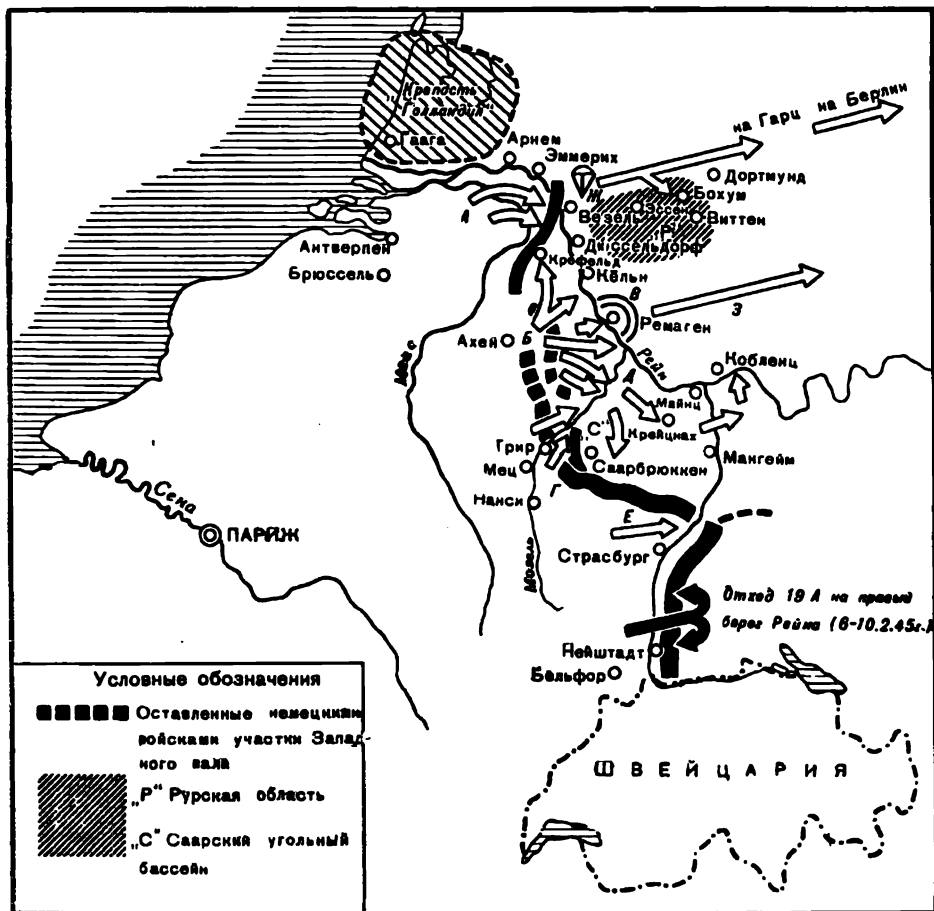 „Крепость
Голландия“
Гаага
Арнем
Эммерих
на Гарц
на Берлин
Дортмунд
Бохум
Ж
Везель
Эссен
Виттен
„Р“
А
Дюссельдорф
Антверпен
Брюссель
Крефельд
Кёльн
В
Ремаген
З
Ахей
Б
Рейн
Кобленц
Маас
Д
Майнц
Крейцнах
Грир
„С“
Мец
Саарбрюккен
Мангейм
Г
Нанси
Сена
ПАРИЖ
Мозель
Е
Страсбург
Отход 19 А на правый
берег Рейна (6-10.2.45г.)
Нейштадт
Бельфор
ШВЕЙЦАРИЯ
Условные обозначения
Оставленные немецкими
войсками участки Запад-
ного вала
„Р“ Рурская область
„С“ Саарский угольный
бассейн